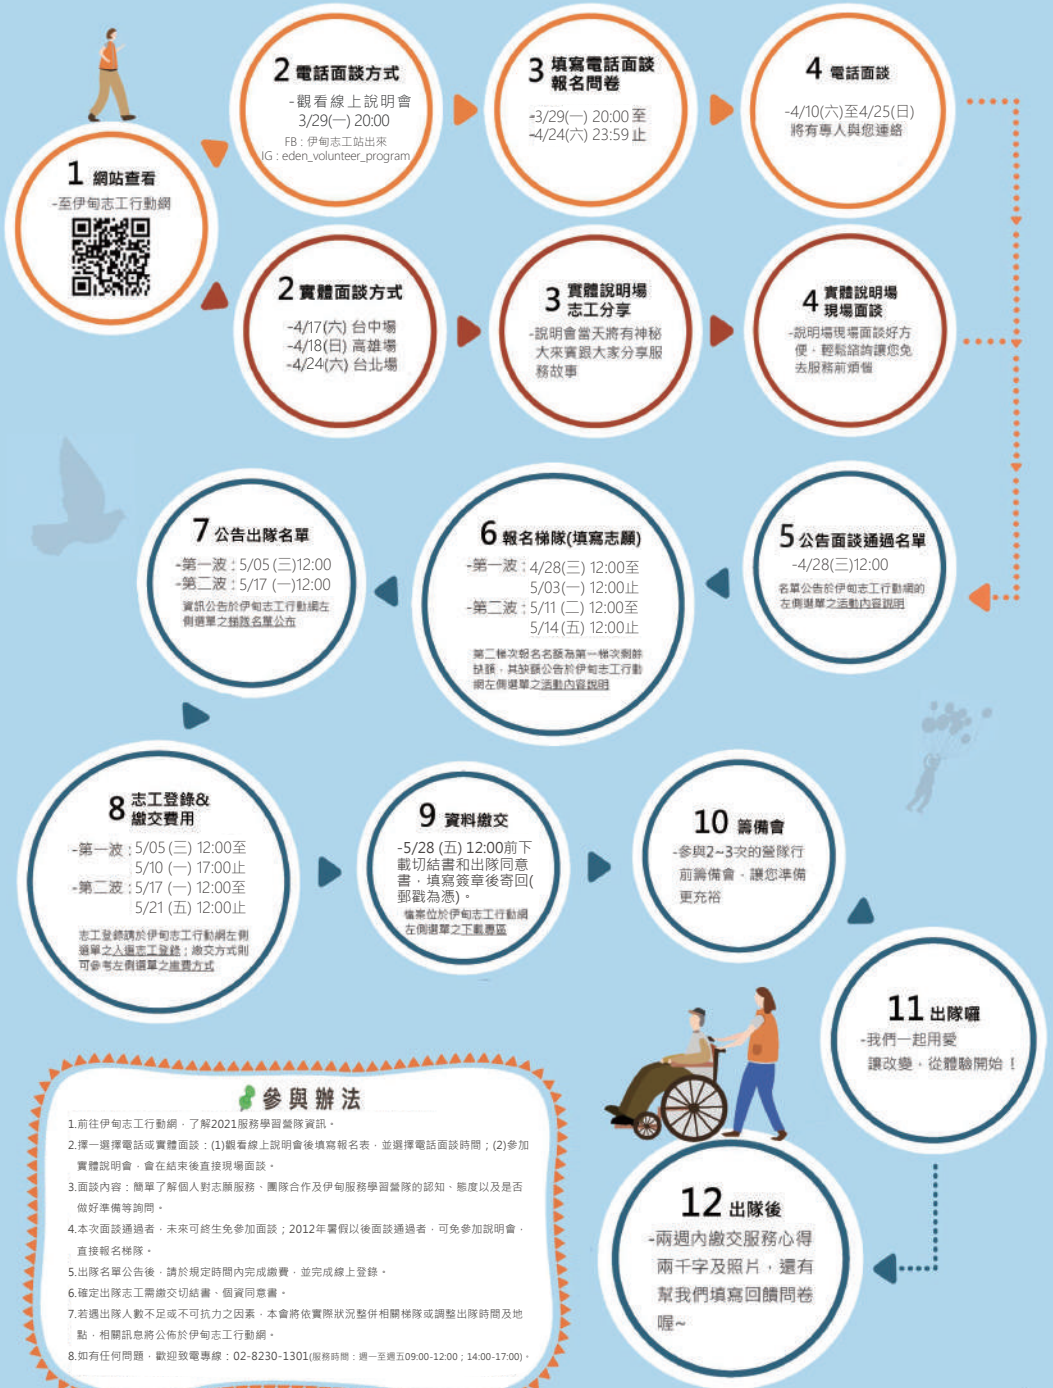 1 網站查看
-至伊甸志工行動網
2 電話面談方式
-觀看線上說明會
3/29(一) 20:00
FB : 伊甸志工站出來
IG : eden_volunteer_program
3 填寫電話面談
報名問卷
-3/29(一) 20:00 至
-4/24(六) 23:59 止
4 電話面談
-4/10(六)至4/25(日)
將有專人與您連絡
2 實體面談方式
-4/17(六) 台中場
-4/18(日) 高雄場
-4/24(六) 台北場
3 實體說明場
志工分享
-說明會當天將有神秘
大來賓跟大家分享服
務故事
4 實體說明場
現場面談
-說明場現場面談好方
便，輕鬆諮詢讓您免
去服務前煩惱
5 公告面談通過名單
-4/28(三)12:00
名單公告於伊甸志工行動網的
左側選單之活動內容說明
6 報名梯隊(填寫志願)
-第一波 : 4/28(三) 12:00至
5/03(一) 12:00止
-第二波 : 5/11 (二) 12:00至
5/14 (五) 12:00止
第二梯次報名名額為第一梯次剩餘
缺額，其缺額公告於伊甸志工行動
網左側選單之活動內容說明
7 公告出隊名單
-第一波 : 5/05 (三)12:00
-第二波 : 5/17 (一)12:00
資訊公告於伊甸志工行動網左
側選單之梯隊名單公布
8 志工登錄&
繳交費用
-第一波 : 5/05 (三) 12:00至
5/10 (一) 17:00止
-第二波 : 5/17 (一) 12:00至
5/21 (五) 12:00止
志工登錄請於伊甸志工行動網左側
選單之入選志工登錄；繳交方式則
可參考左側選單之繳費方式
9 資料繳交
-5/28 (五) 12:00前下
載切結書和出隊同意
書，填寫簽章後寄回(
郵戳為憑)。
檔案位於伊甸志工行動網
左側選單之下載專區
10 籌備會
-參與2~3次的營隊行
前籌備會，讓您準備
更充裕
11 出隊囉
-我們一起用愛
讓改變，從體驗開始！
12 出隊後
-兩週內繳交服務心得
兩千字及照片，還有
幫我們填寫回饋問卷
喔~
參與辦法
1.前往伊甸志工行動網，了解2021服務學習營隊資訊。
2.擇一選擇電話或實體面談：(1)觀看線上說明會後填寫報名表，並選擇電話面談時間；(2)參加
實體說明會，會在結束後直接現場面談。
3.面談內容：簡單了解個人對志願服務、團隊合作及伊甸服務學習營隊的認知、態度以及是否
做好準備等詢問。
4.本次面談通過者，未來可終生免參加面談；2012年暑假以後面談通過者，可免參加說明會，
直接報名梯隊。
5.出隊名單公告後，請於規定時間內完成繳費，並完成線上登錄。
6.確定出隊志工需繳交切結書、個資同意書。
7.若遇出隊人數不足或不可抗力之因素，本會將依實際狀況整併相關梯隊或調整出隊時間及地
點，相關訊息將公佈於伊甸志工行動網。
8.如有任何問題，歡迎致電專線：02-8230-1301(服務時間：週一至週五09:00-12:00；14:00-17:00)。